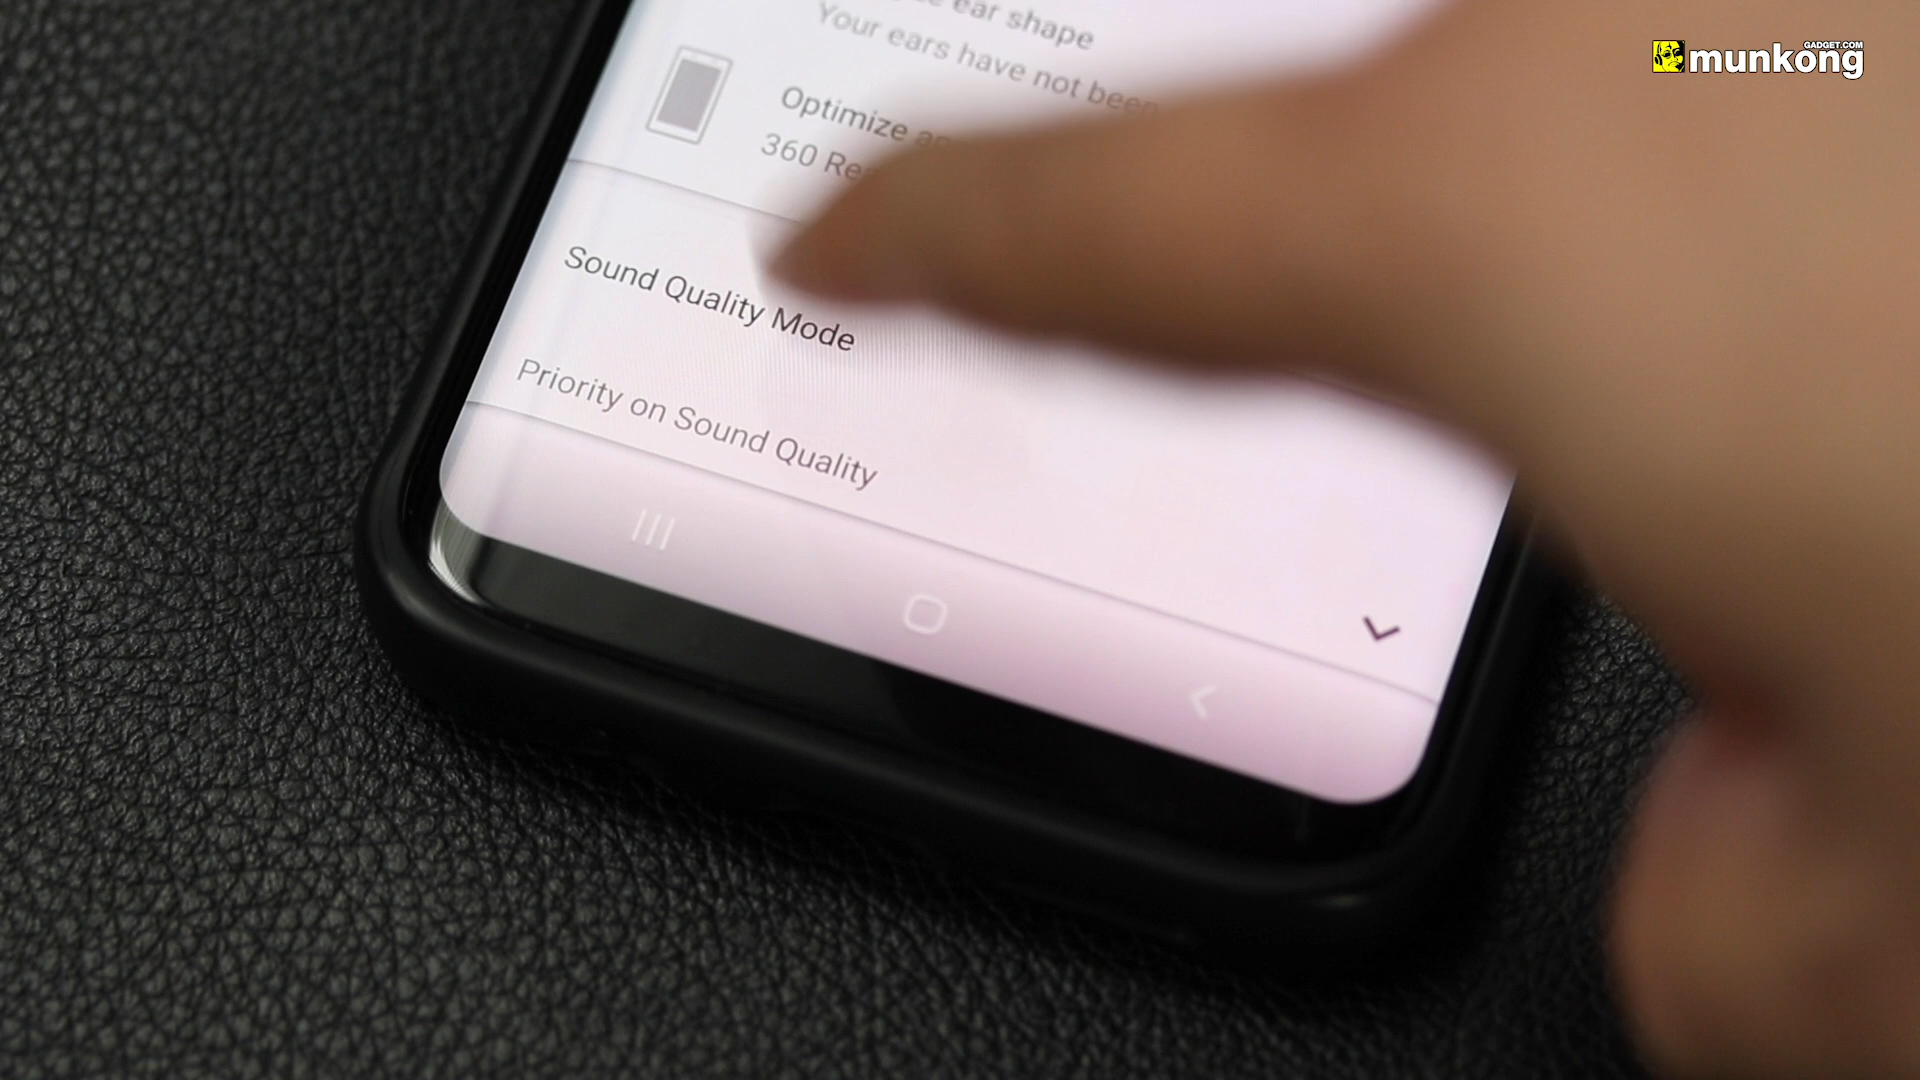 ear shape
Your ears have not been
Optimize
360
Sound Quality Mode
Priority on Sound Quality
GADGET.COM
munkong